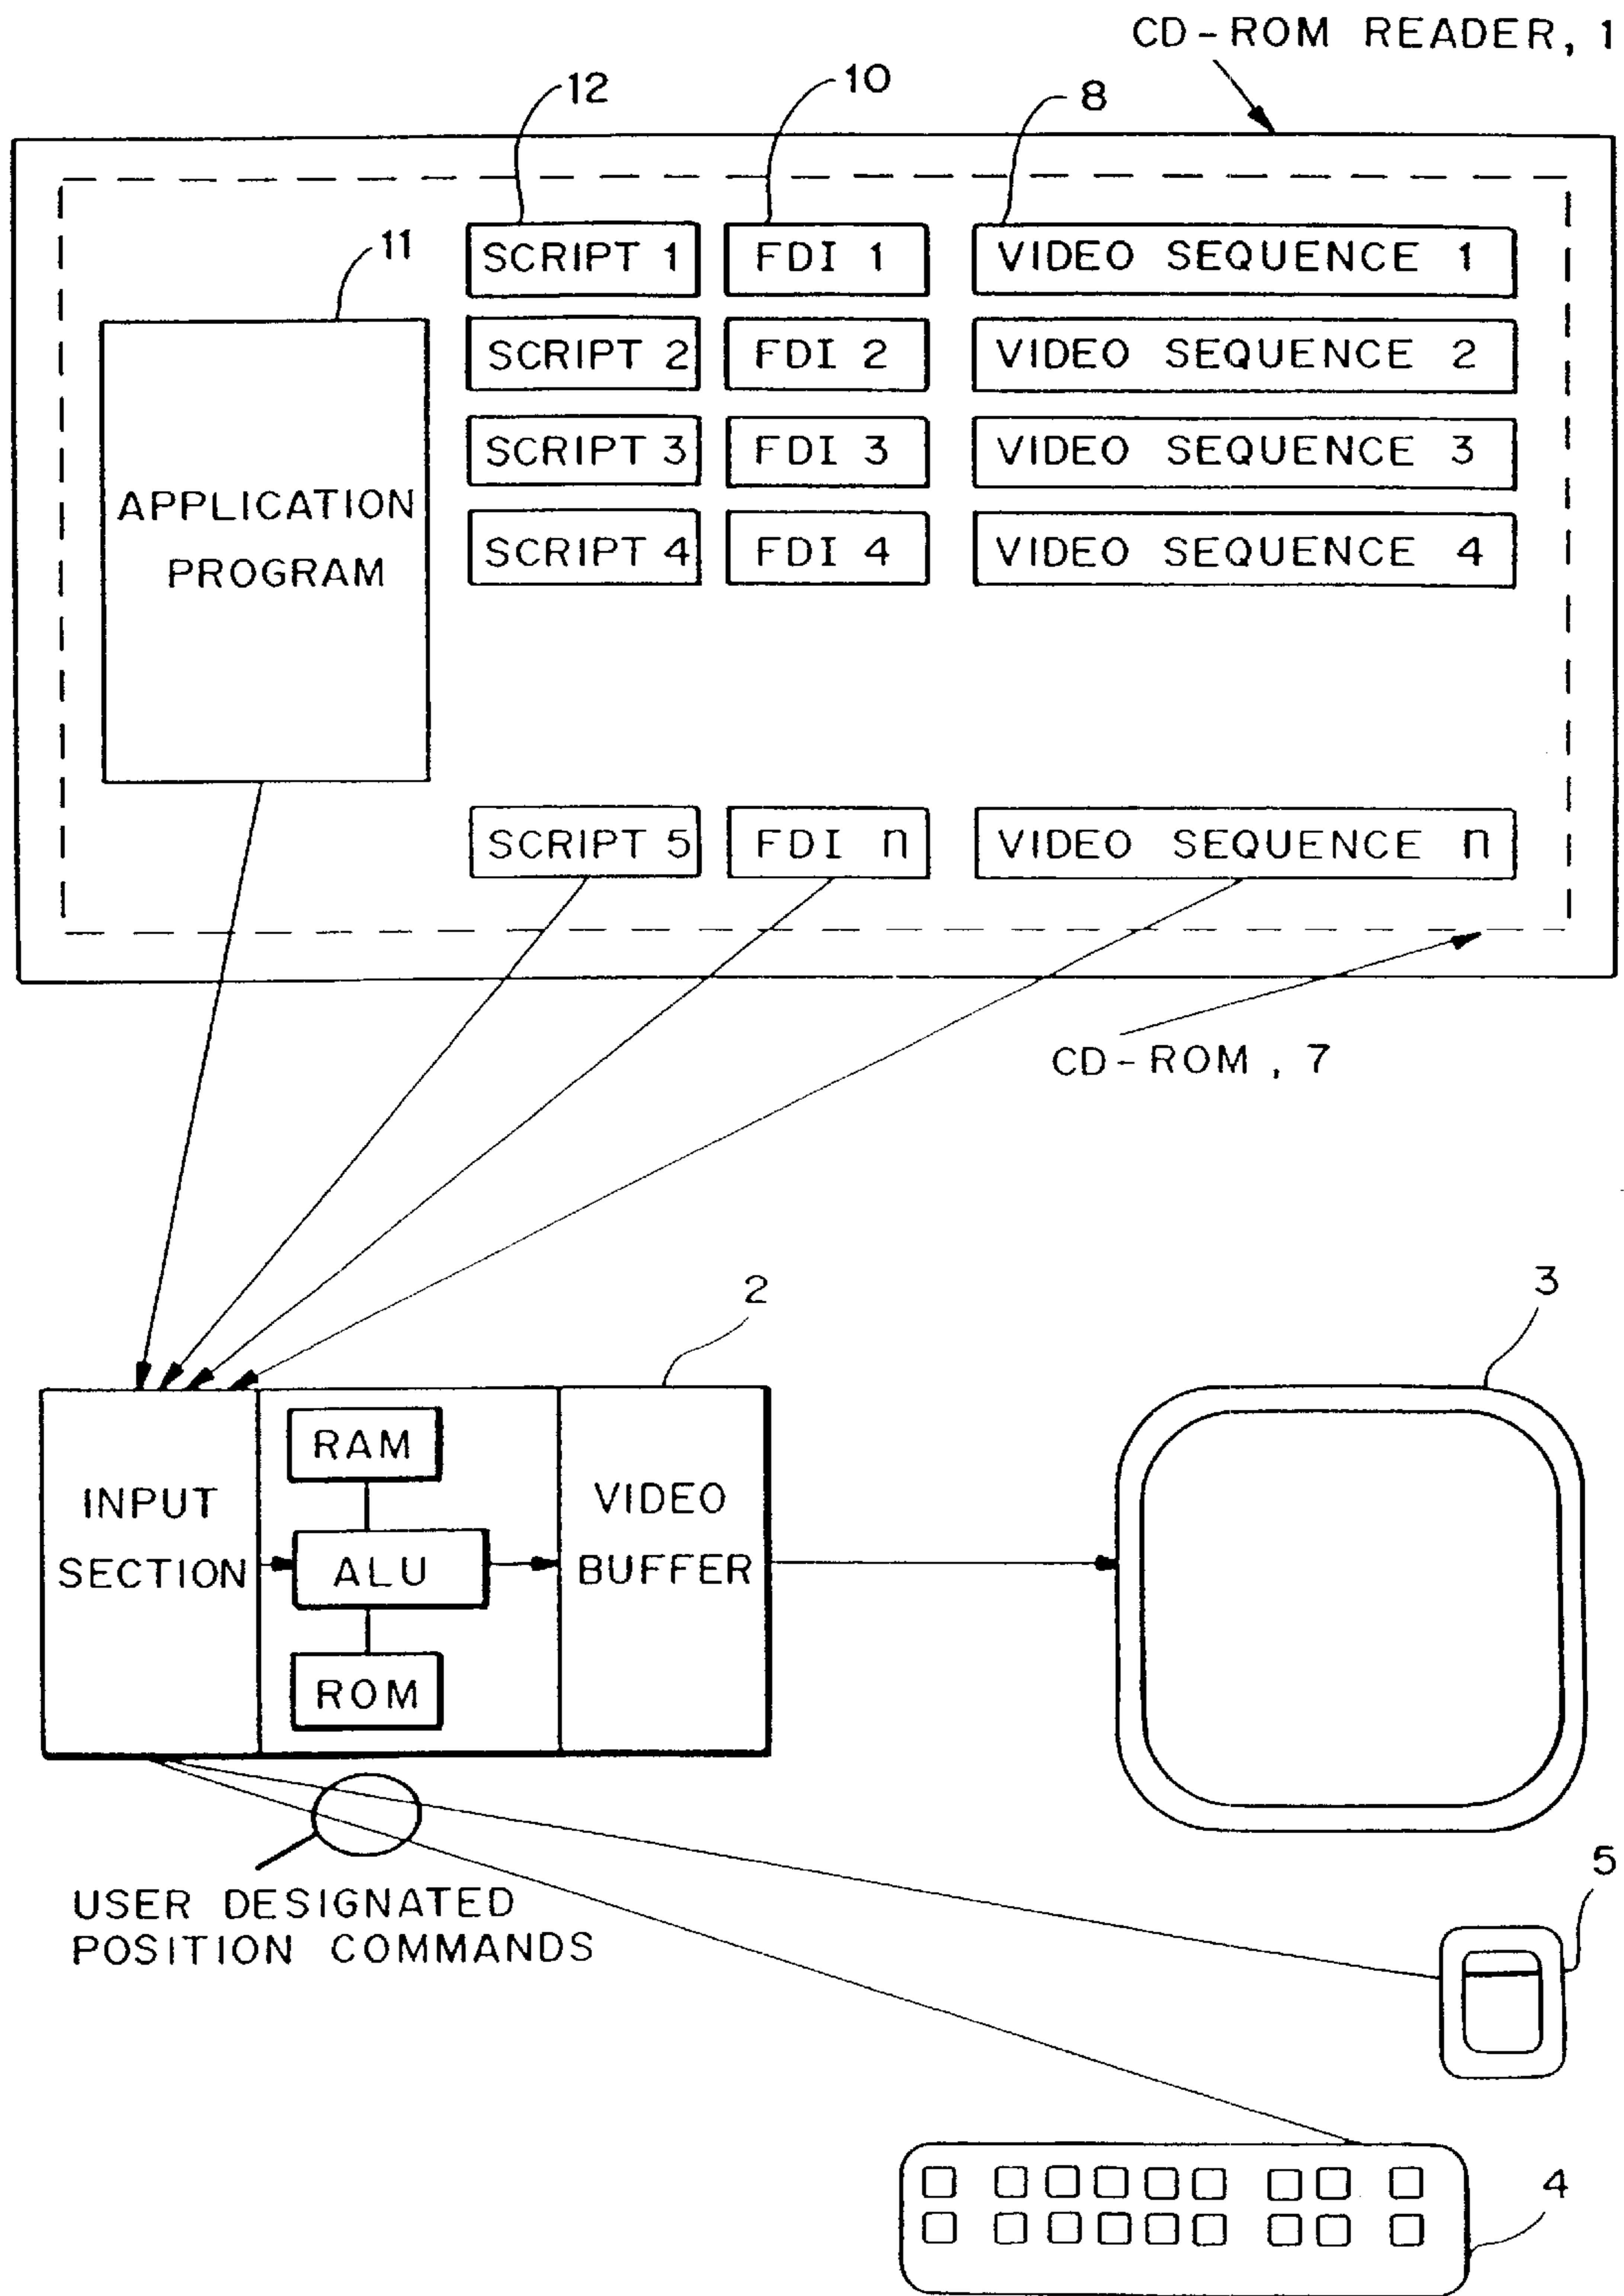 CD-ROM READER, 1
12
10
8
11
SCRIPT 1
FDI 1
VIDEO SEQUENCE 1
SCRIPT 2
FDI 2
VIDEO SEQUENCE 2
SCRIPT 3
FDI 3
VIDEO SEQUENCE 3
SCRIPT 4
FDI 4
VIDEO SEQUENCE 4
APPLICATION
PROGRAM
SCRIPT 5
FDI n
VIDEO SEQUENCE n
CD-ROM, 7
2
3
INPUT
SECTION
RAM
ALU
ROM
VIDEO
BUFFER
USER DESIGNATED
POSITION COMMANDS
5
4